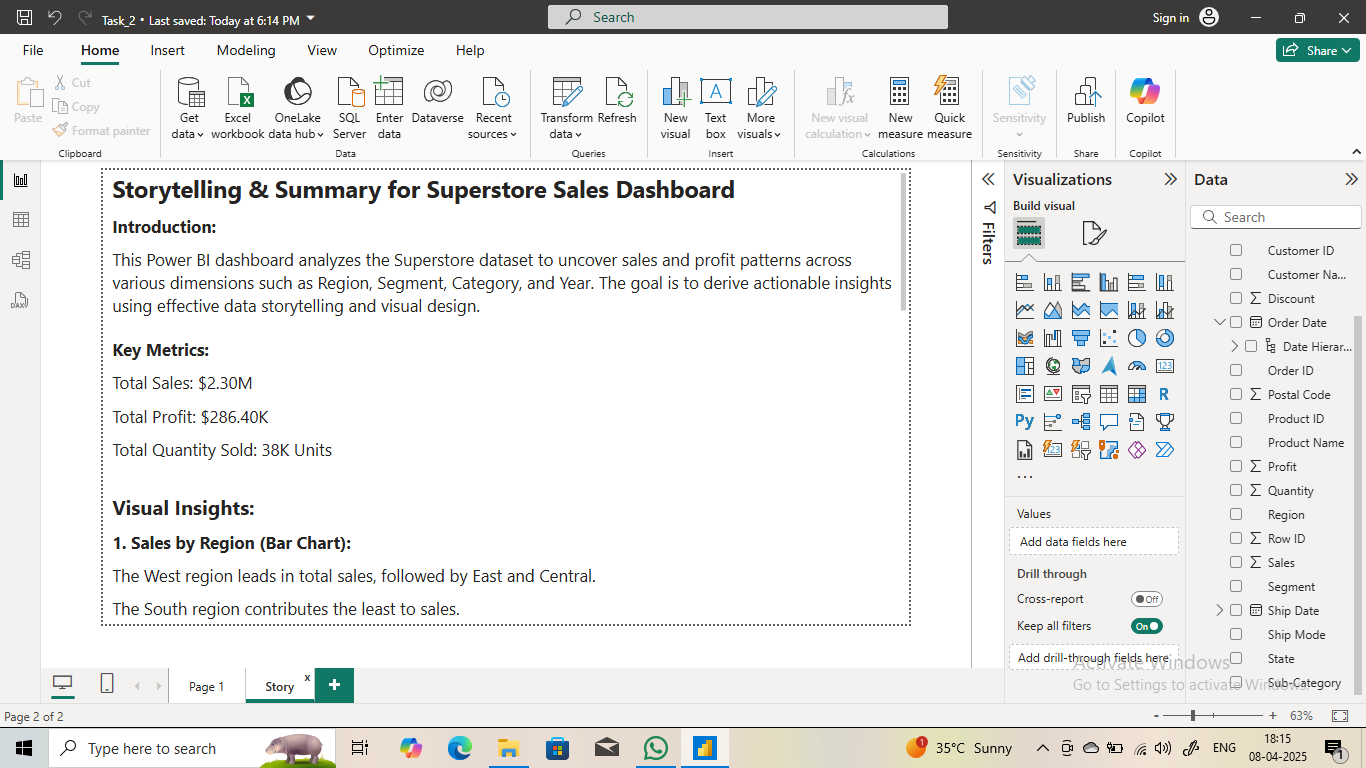 Task_2 • Last saved: Today at 6:14 PM
Search
Sign in
File Home Insert Modeling View Optimize Help
Share
Paste
Cut
Copy
Format painter
Clipboard
Get data
Excel workbook
OneLake data hub
SQL Server
Enter data
Dataverse
Recent sources
Data
Transform data
Refresh
Queries
New visual
Text box
More visuals
Insert
New visual calculation
New measure
Quick measure
Calculations
Sensitivity
Sensitivity
Publish
Share
Copilot
Copilot
Storytelling & Summary for Superstore Sales Dashboard
Introduction:
This Power BI dashboard analyzes the Superstore dataset to uncover sales and profit patterns across
various dimensions such as Region, Segment, Category, and Year. The goal is to derive actionable insights
using effective data storytelling and visual design.
Key Metrics:
Total Sales: $2.30M
Total Profit: $286.40K
Total Quantity Sold: 38K Units
Visual Insights:
1. Sales by Region (Bar Chart):
The West region leads in total sales, followed by East and Central.
The South region contributes the least to sales.
Filters
Visualizations
Build visual
123
R
Py
123
...
Values
Add data fields here
Drill through
Cross-report
Off
Keep all filters
On
Add drill-through fields here
Data
Search
Customer ID
Customer Na...
Discount
Order Date
Date Hierar...
Order ID
Postal Code
Product ID
Product Name
Profit
Quantity
Region
Row ID
Sales
Segment
Ship Date
Ship Mode
State
Sub-Category
Activate Windows
Go to Settings to activate Windows.
Page 1
Story
x
+
Page 2 of 2
- + 63%
Type here to search
1
35°C Sunny
ENG
18:15
08-04-2025
1